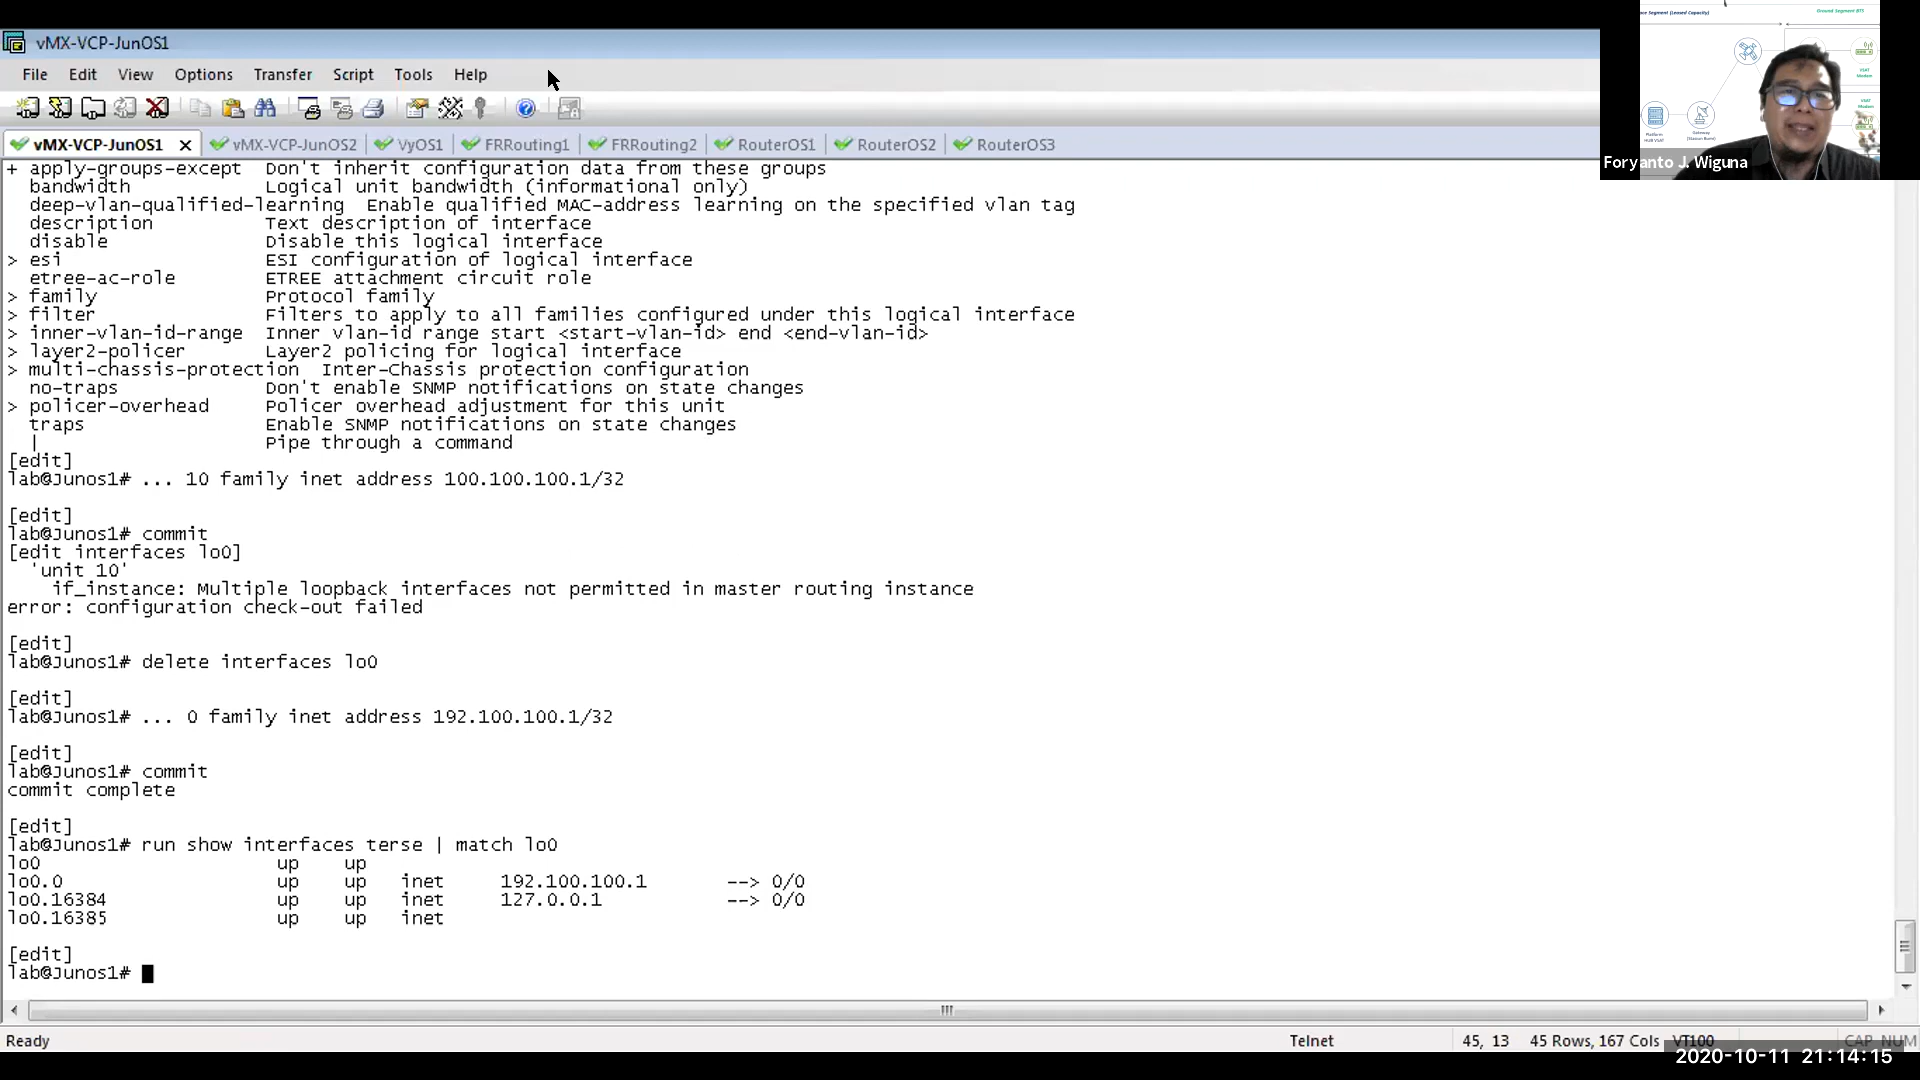 vMX-VCP-JunOS1
File Edit View Options Transfer Script Tools Help
vMX-VCP-JunOS1 vMX-VCP-JunOS2 VyOS1 FRRouting1 FRRouting2 RouterOS1 RouterOS2 RouterOS3
+ apply-groups-except  Don't inherit configuration data from these groups
bandwidth            Logical unit bandwidth (informational only)
deep-vlan-qualified-learning  Enable qualified MAC-address learning on the specified vlan tag
description          Text description of interface
disable              Disable this logical interface
> esi                  ESI configuration of logical interface
etree-ac-role        ETREE attachment circuit role
> family               Protocol family
> filter               Filters to apply to all families configured under this logical interface
> inner-vlan-id-range  Inner vlan-id range start <start-vlan-id> end <end-vlan-id>
> layer2-policer       Layer2 policing for logical interface
> multi-chassis-protection  Inter-Chassis protection configuration
no-traps             Don't enable SNMP notifications on state changes
> policer-overhead     Policer overhead adjustment for this unit
traps                Enable SNMP notifications on state changes
|                    Pipe through a command
[edit]
lab@Junos1# ... 10 family inet address 100.100.100.1/32
[edit]
lab@Junos1# commit
[edit interfaces lo0]
'unit 10'
if_instance: Multiple loopback interfaces not permitted in master routing instance
error: configuration check-out failed
[edit]
lab@Junos1# delete interfaces lo0
[edit]
lab@Junos1# ... 0 family inet address 192.100.100.1/32
[edit]
lab@Junos1# commit
commit complete
[edit]
lab@Junos1# run show interfaces terse | match lo0
lo0                     up    up
lo0.0                   up    up   inet     192.100.100.1       --> 0/0
lo0.16384               up    up   inet     127.0.0.1           --> 0/0
lo0.16385               up    up   inet
[edit]
lab@Junos1#
Ready Telnet 45, 13 45 Rows, 167 Cols VT100 CAP NUM
2020-10-11 21:14:15
Ground Segment BTS
VSAT
Modem
VSAT
Modem
Platform
HUB VSAT
Gateway
Foryanto J. Wiguna